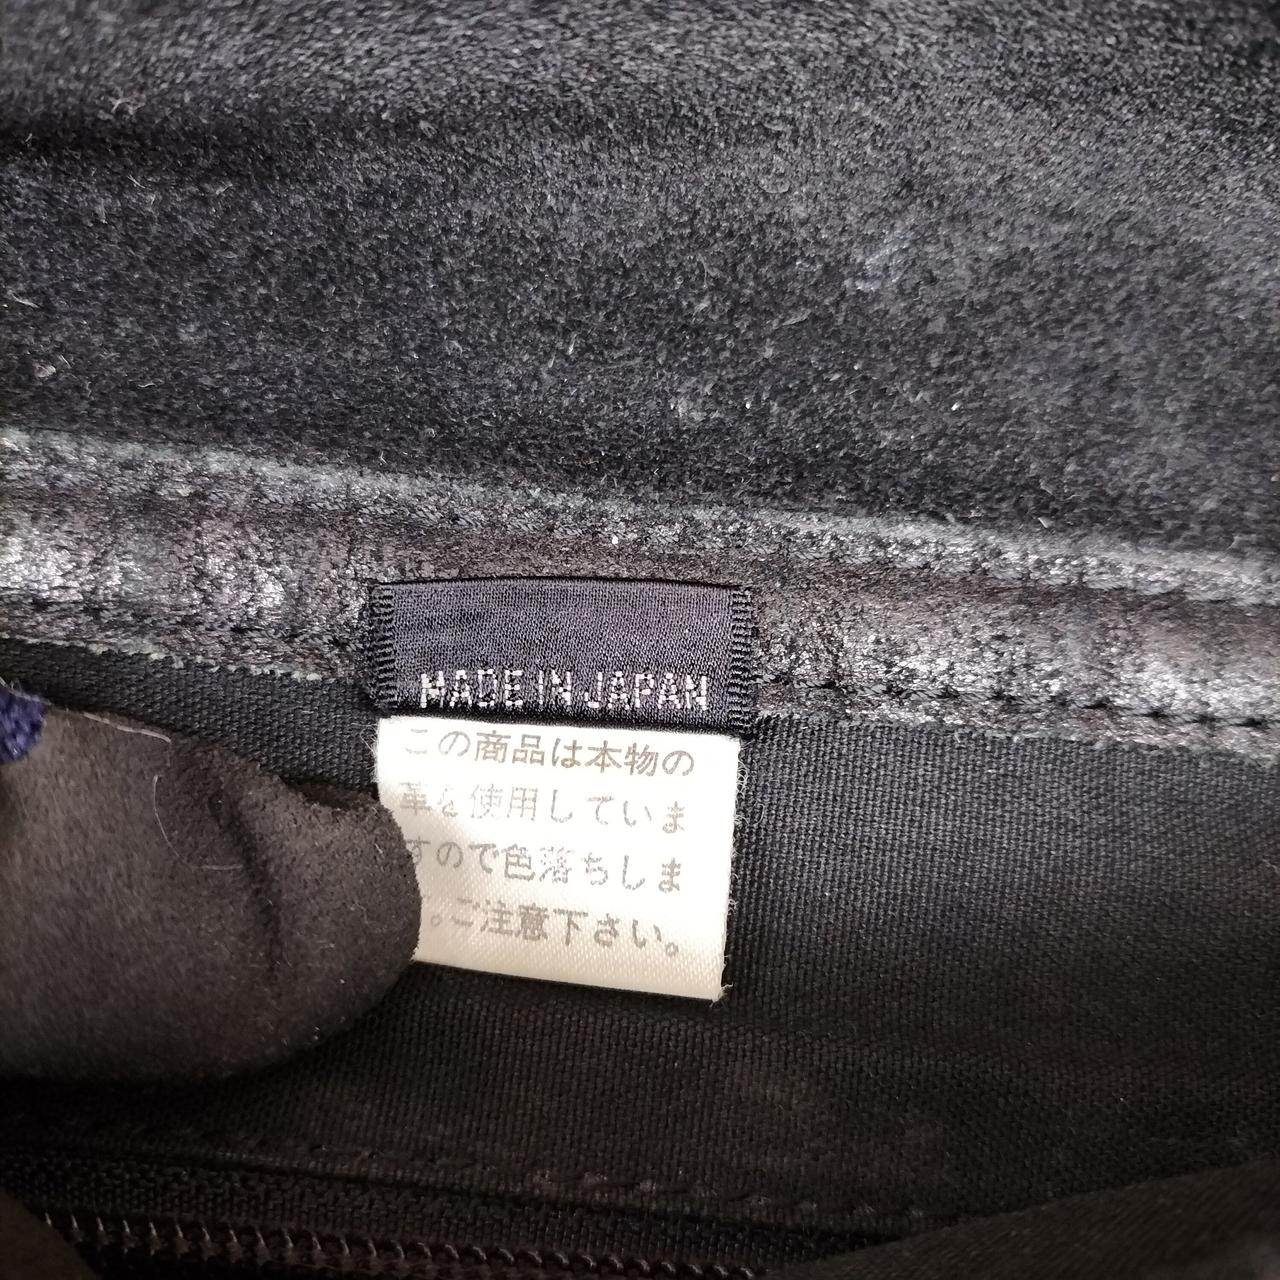 MADE IN JAPAN
この商品は本物の
革を使用していま
すので色落ちしま
。ご注意下さい。